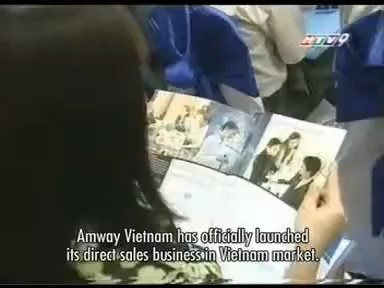 HTV9
Amway Vietnam has officially launched
its direct sales business in Vietnam market.